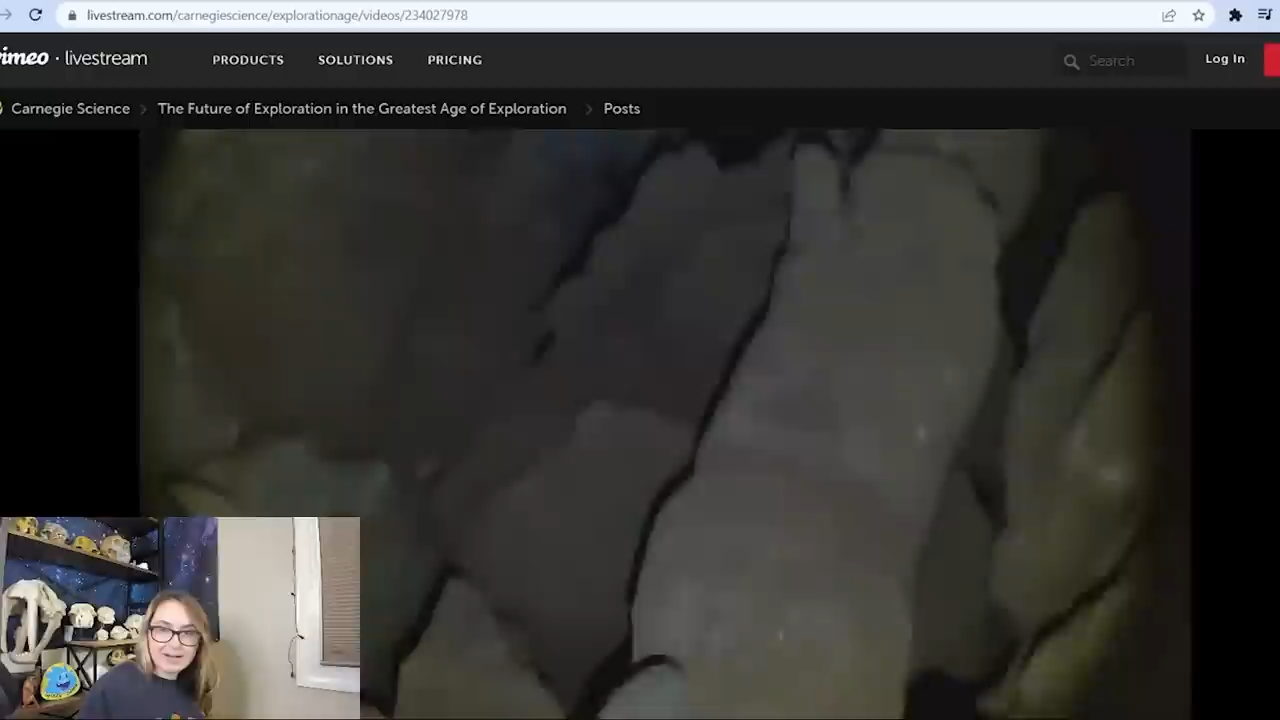 livestream.com/carnegiescience/explorationage/videos/234027978
vimeo · livestream PRODUCTS SOLUTIONS PRICING Search Log In
Carnegie Science > The Future of Exploration in the Greatest Age of Exploration > Posts